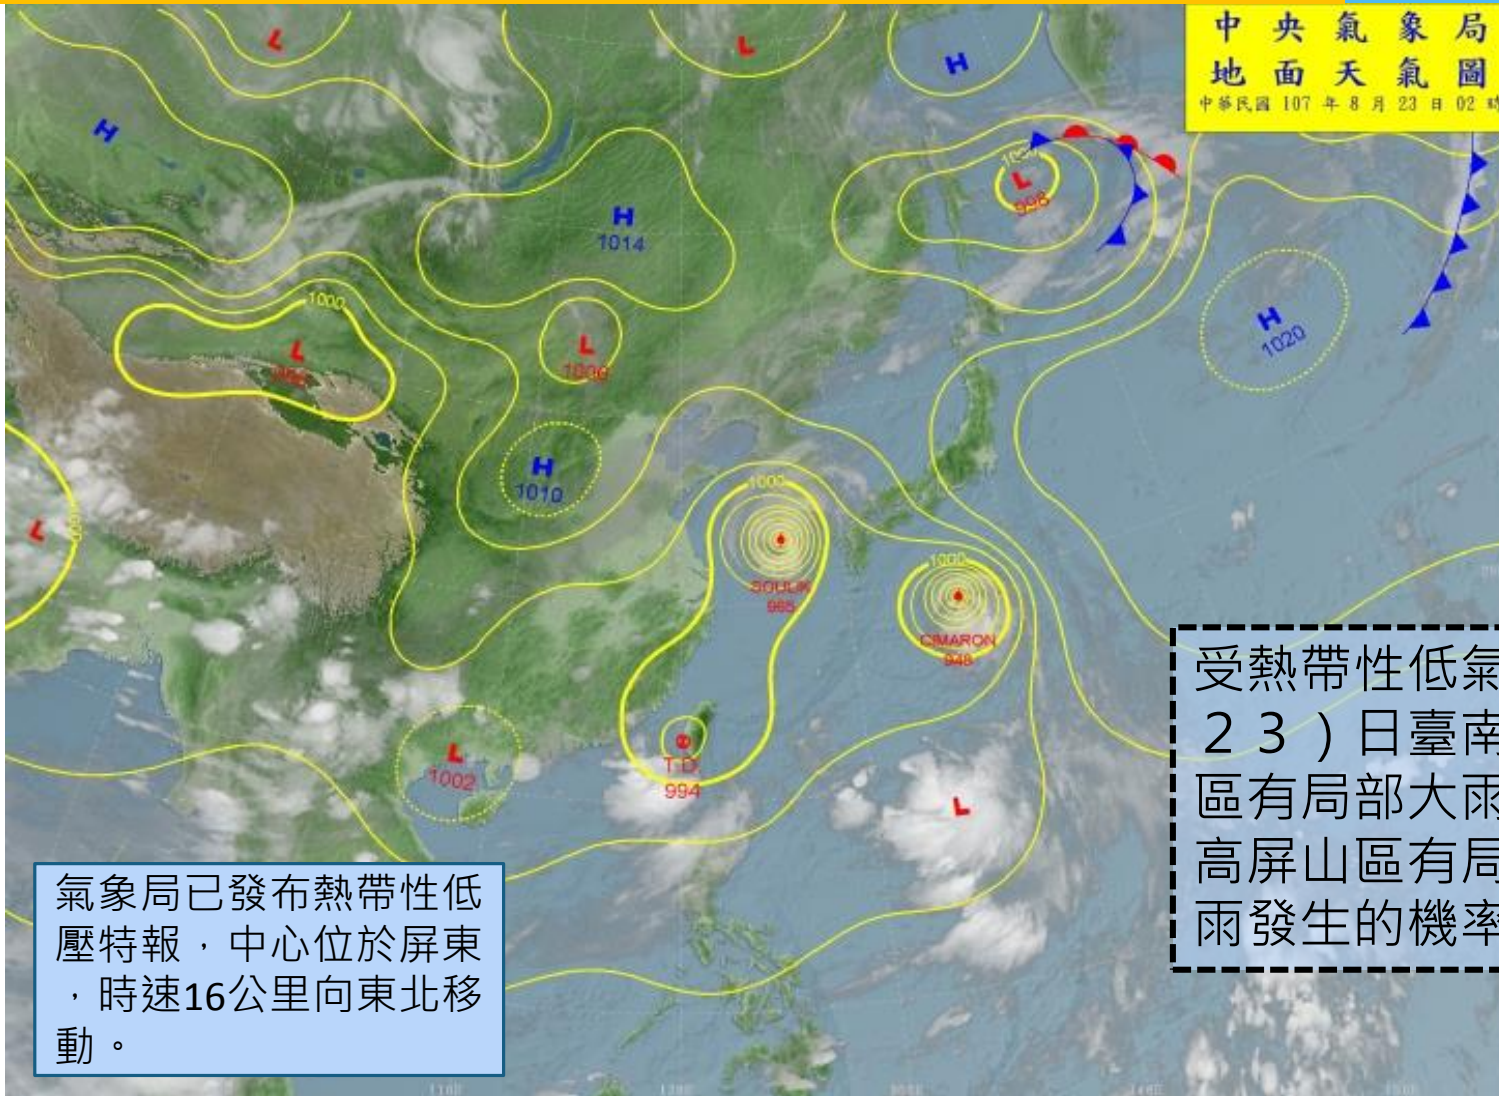 中央氣象局
地面天氣圖
中華民國 107 年 8 月 23 日 02 時
L
L
H
H
1000
L
996
H
1014
H
1020
1000
L
L
1006
H
1010
L
1000
SOULIK
985
1000
CIMARON
948
L
1002
T.D.
994
L
受熱帶性低氣
２３）日臺南
區有局部大雨
高屏山區有局
雨發生的機率
氣象局已發布熱帶性低
壓特報，中心位於屏東
，時速16公里向東北移
動。